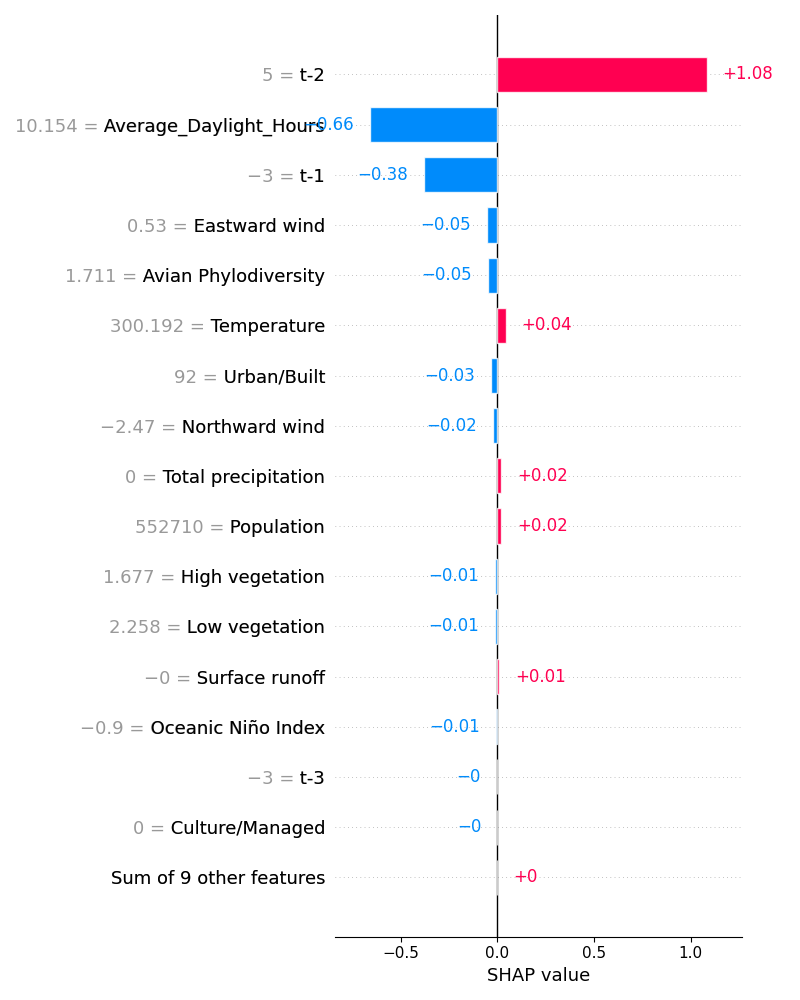 5 = t-2 +1.08
10.154 = Average_Daylight_Hours −0.66
−3 = t-1 −0.38
0.53 = Eastward wind −0.05
1.711 = Avian Phylodiversity −0.05
300.192 = Temperature +0.04
92 = Urban/Built −0.03
−2.47 = Northward wind −0.02
0 = Total precipitation +0.02
552710 = Population +0.02
1.677 = High vegetation −0.01
2.258 = Low vegetation −0.01
−0 = Surface runoff +0.01
−0.9 = Oceanic Niño Index −0.01
−3 = t-3 −0
0 = Culture/Managed −0
Sum of 9 other features +0
−0.5 0.0 0.5 1.0
SHAP value